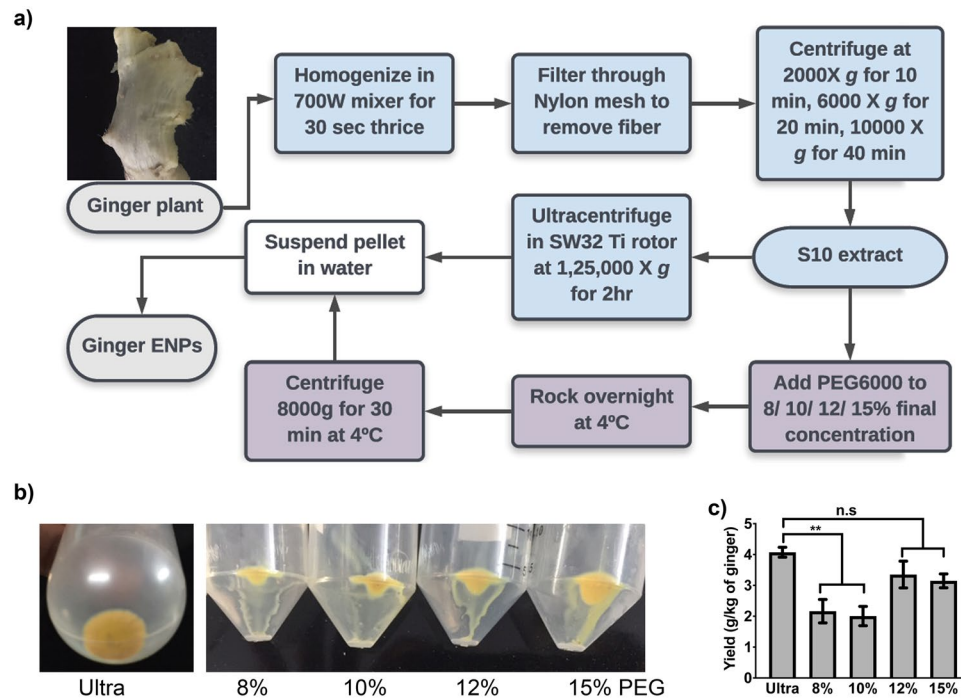 a)
Ginger plant
Homogenize in
700W mixer for
30 sec thrice
Filter through
Nylon mesh to
remove fiber
Centrifuge at
2000X g for 10
min, 6000 X g for
20 min, 10000 X
g for 40 min
S10 extract
Ultracentrifuge
in SW32 Ti rotor
at 1,25,000 X g
for 2hr
Suspend pellet
in water
Ginger ENPs
Add PEG6000 to
8/ 10/ 12/ 15% final
concentration
Rock overnight
at 4ºC
Centrifuge
8000g for 30
min at 4ºC
b)
Ultra
8%
10%
12%
15% PEG
c)
n.s
**
Yield (g/kg of ginger)
5
4
3
2
1
0
Ultra 8% 10% 12% 15%